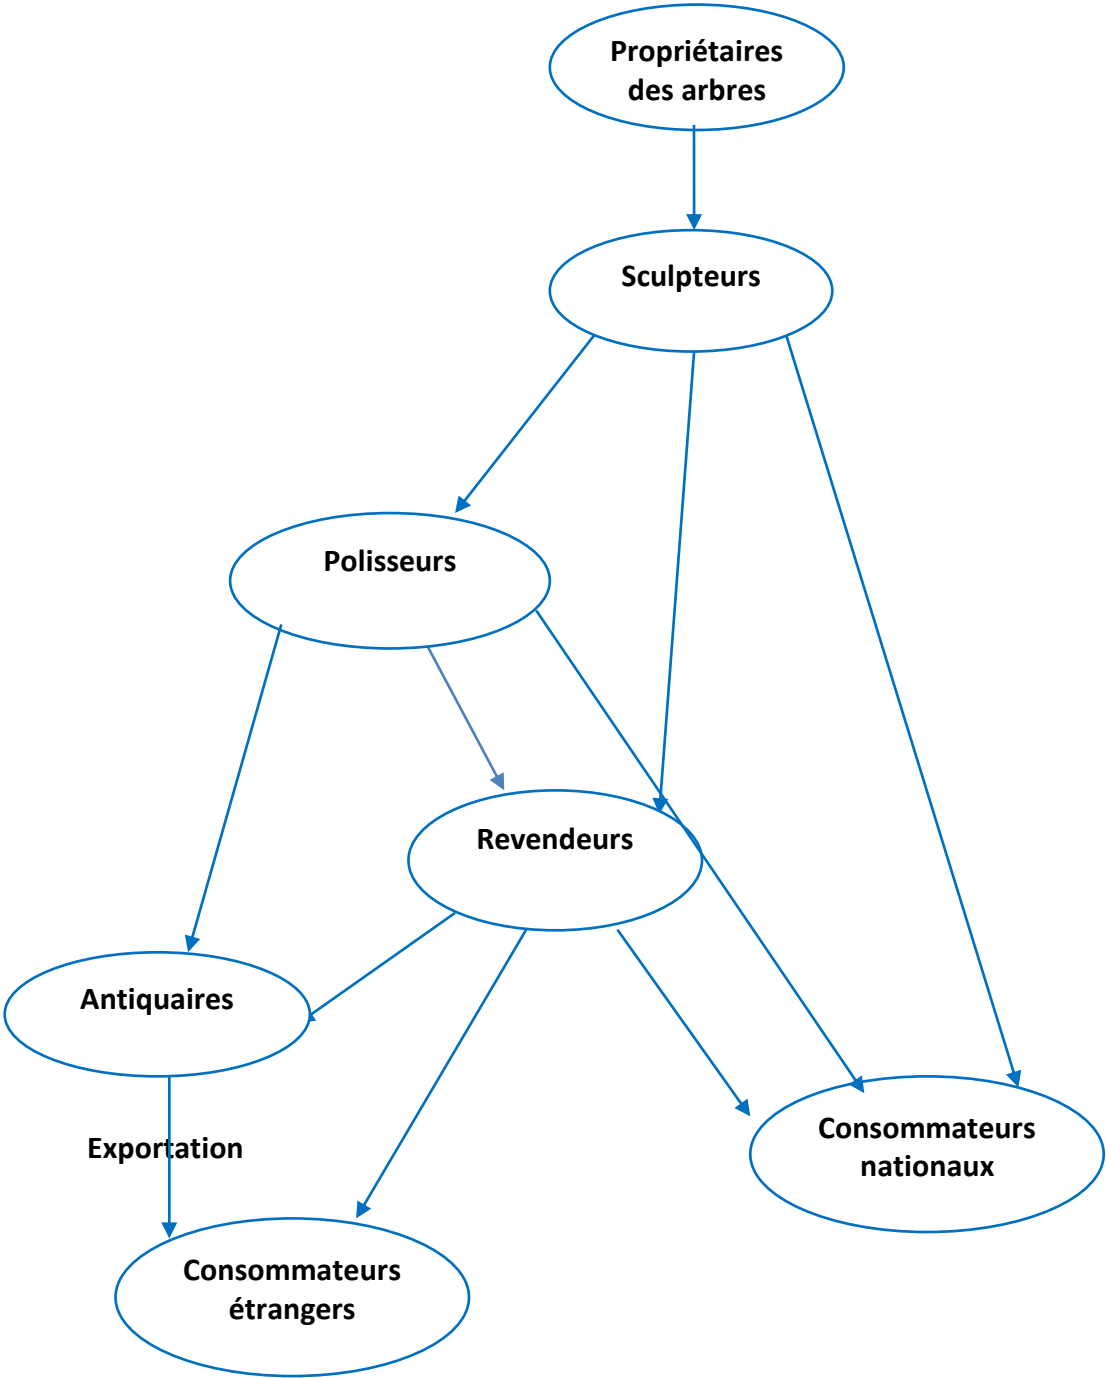 Propriétaires
des arbres
Sculpteurs
Polisseurs
Revendeurs
Antiquaires
Exportation
Consommateurs
nationaux
Consommateurs
étrangers